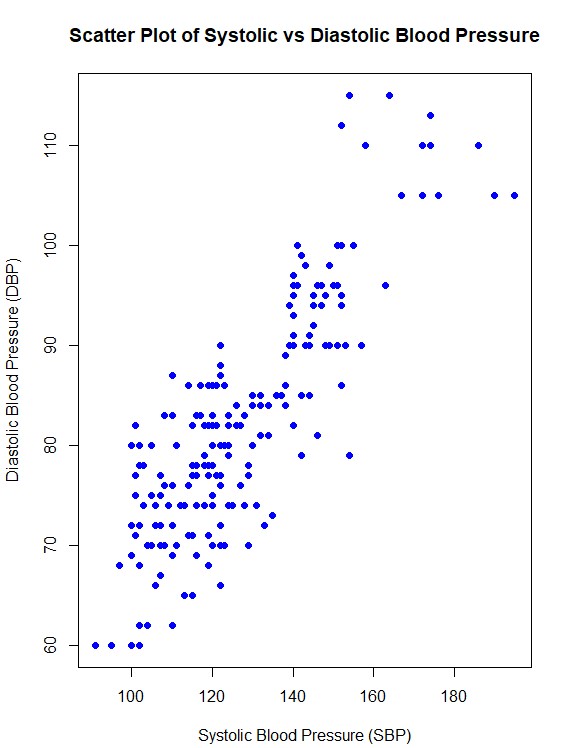 Scatter Plot of Systolic vs Diastolic Blood Pressure
Diastolic Blood Pressure (DBP)
110
100
90
80
70
60
100 120 140 160 180
Systolic Blood Pressure (SBP)